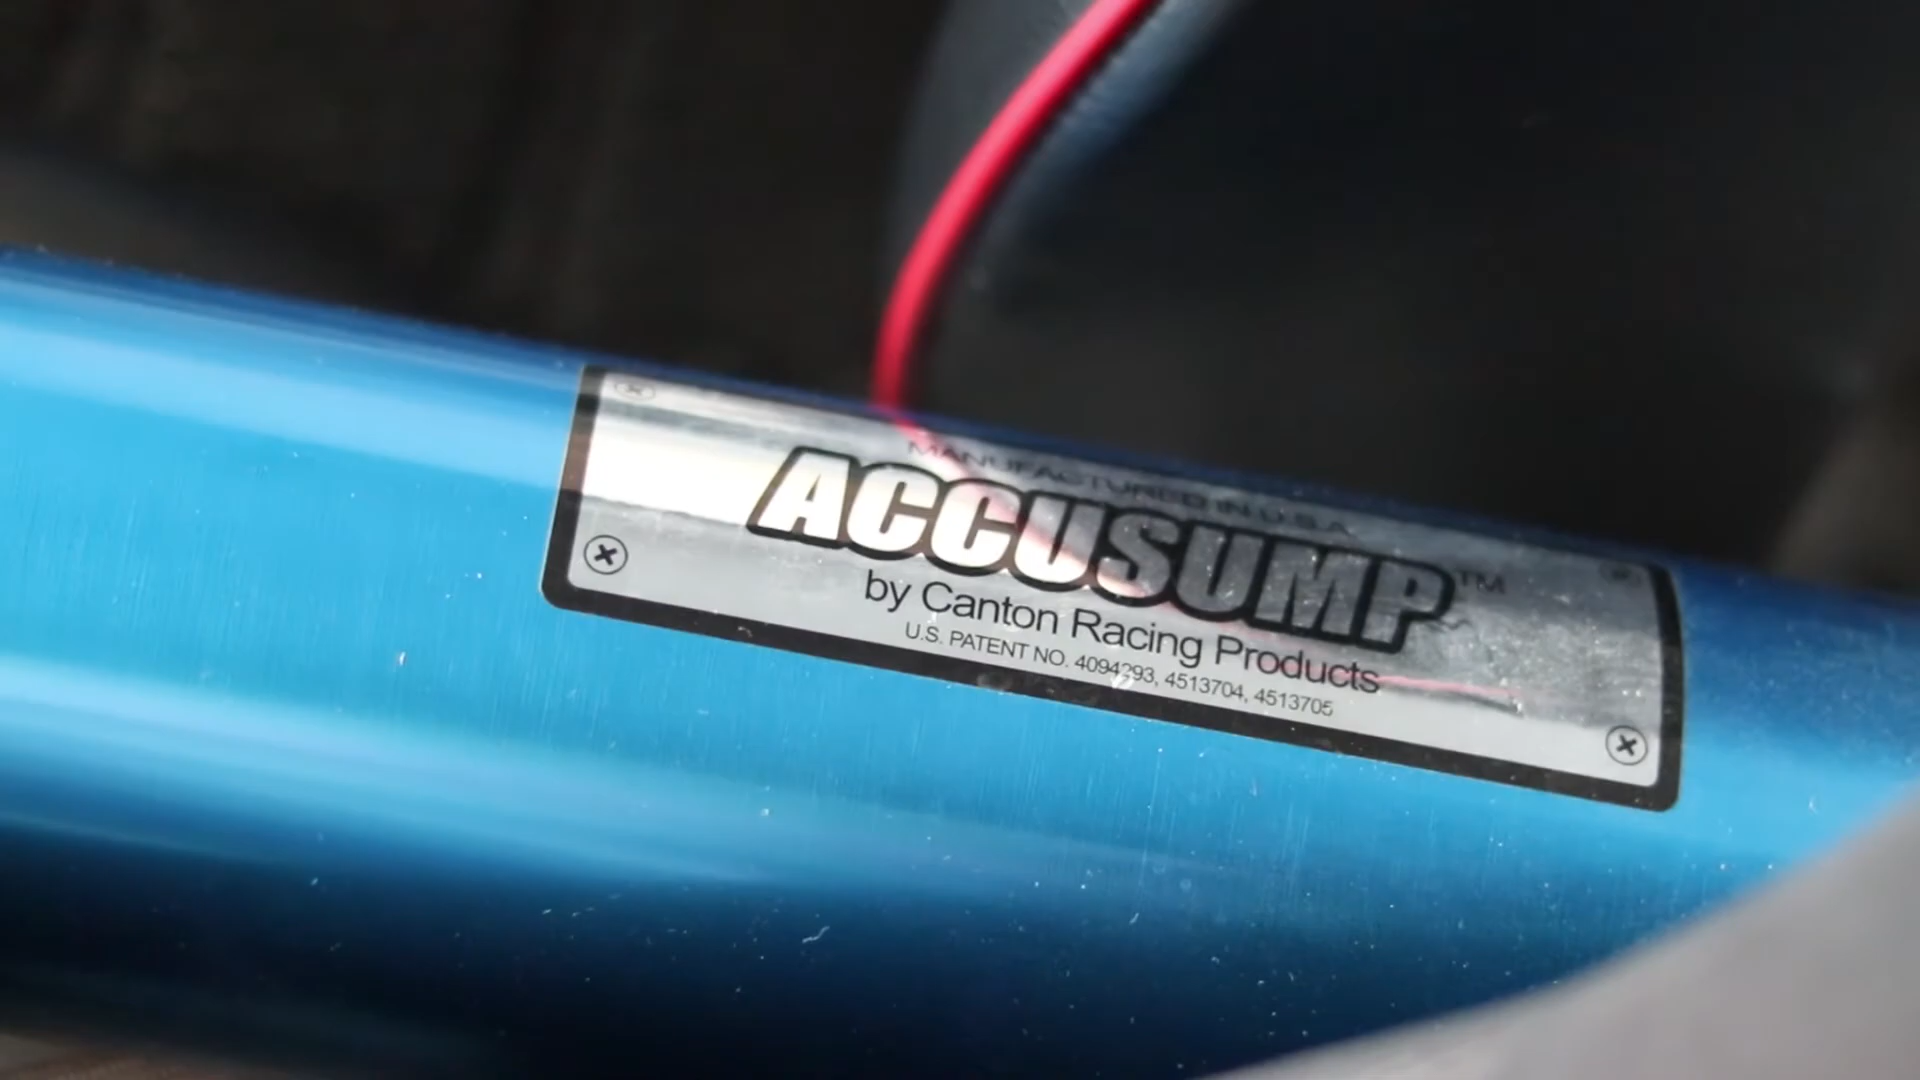 MANUFACTURED IN U.S.A.
ACCUSUMP™
by Canton Racing Products
U.S. PATENT NO. 4094293, 4513704, 4513705